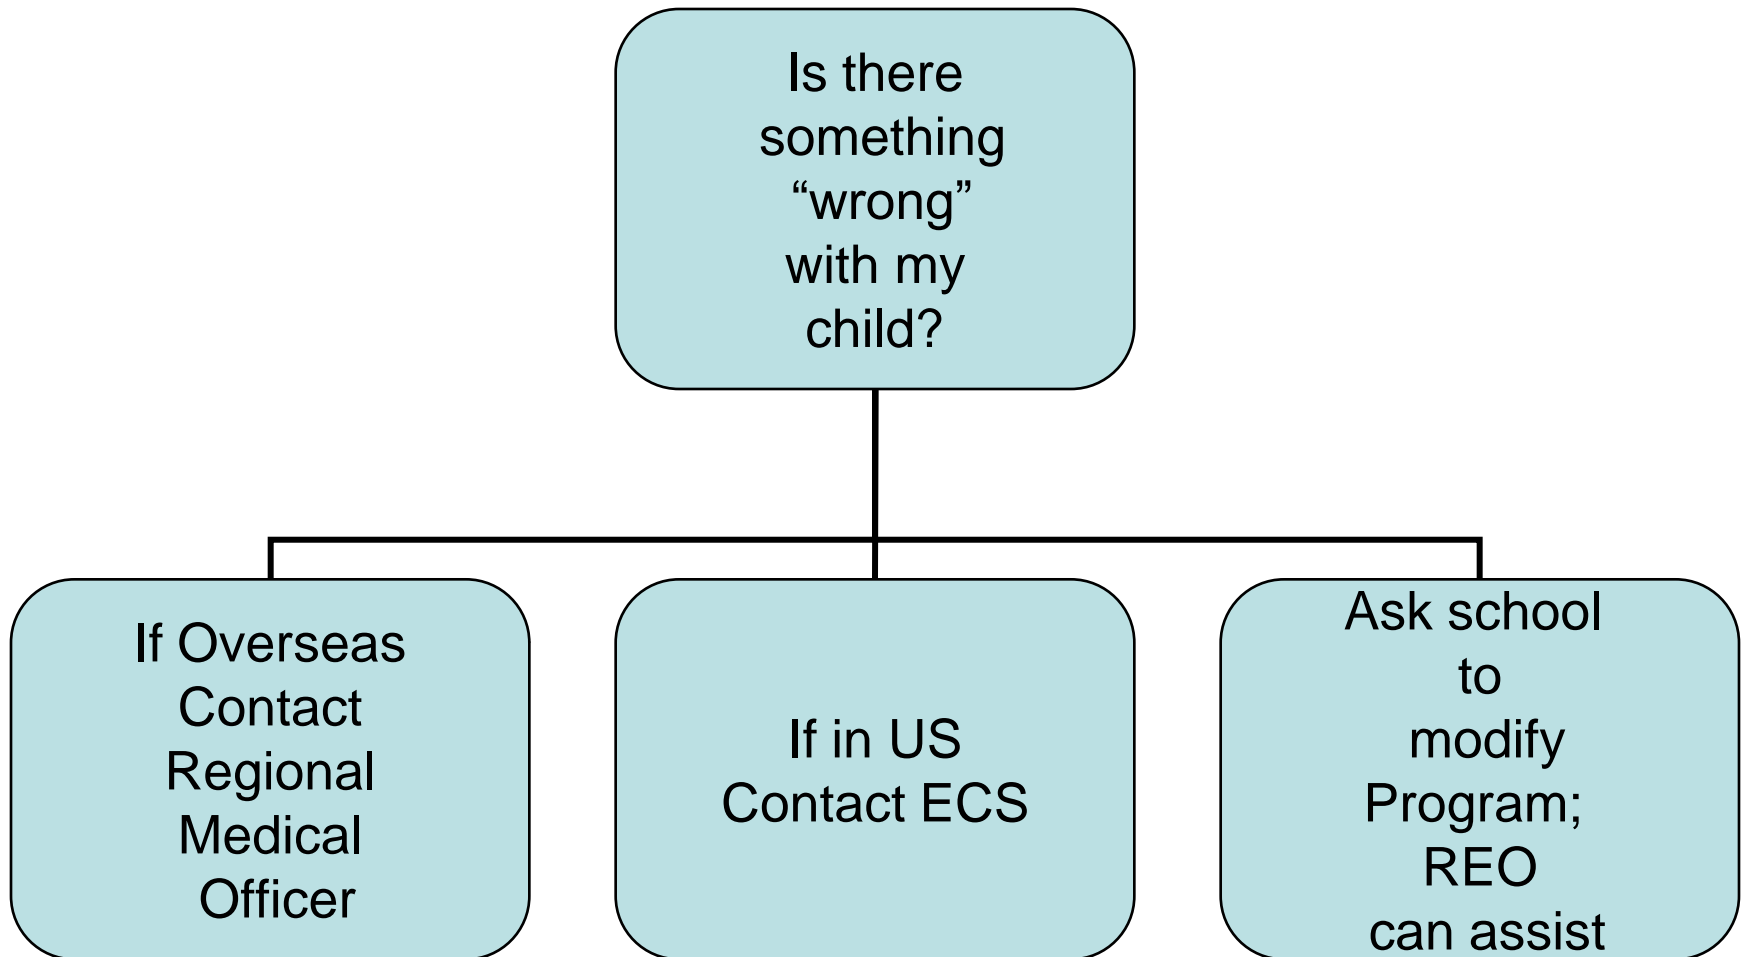 Is there
something
“wrong”
with my
child?
If Overseas
Contact
Regional
Medical
Officer
If in US
Contact ECS
Ask school
to
modify
Program;
REO
can assist